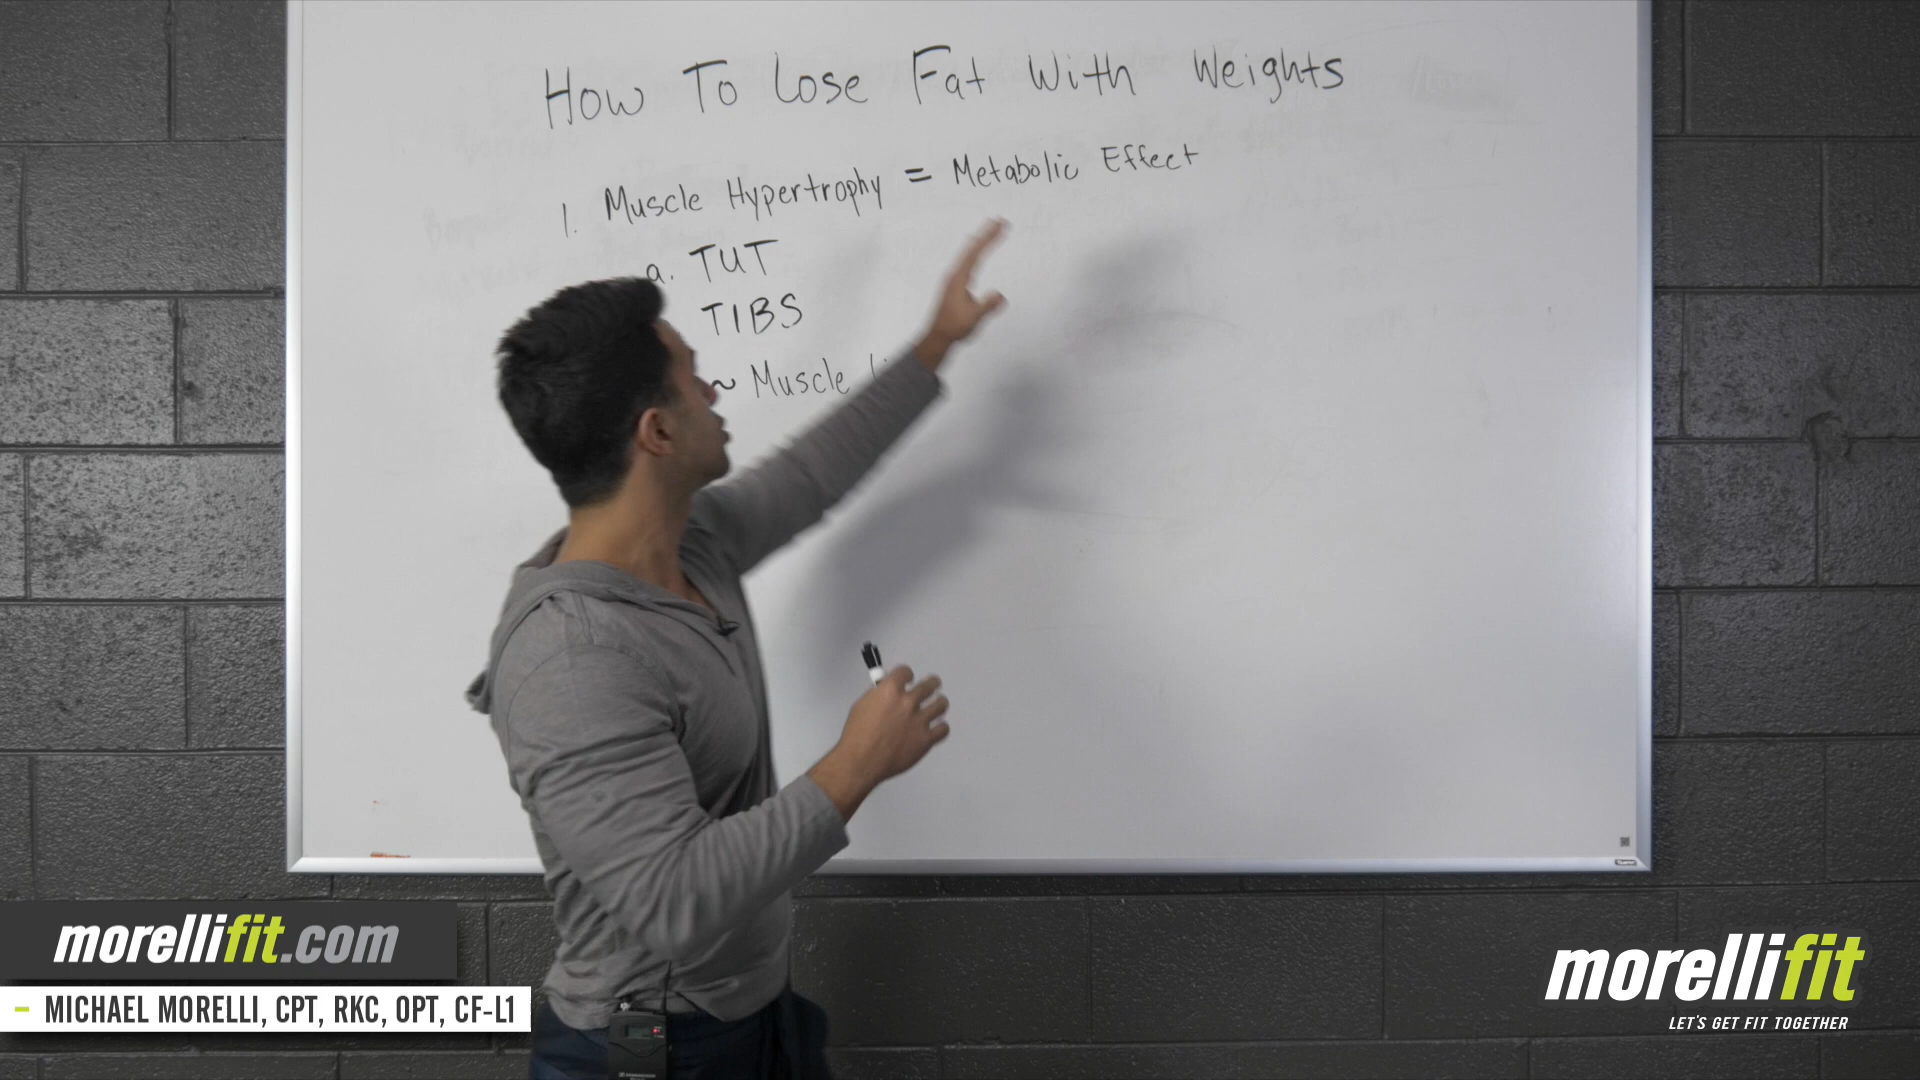 How To Lose Fat With Weights
1. Muscle Hypertrophy = Metabolic Effect
a. TUT
TIBS
~ Muscle
morellifit.com
– MICHAEL MORELLI, CPT, RKC, OPT, CF-L1
morellifit
LET'S GET FIT TOGETHER